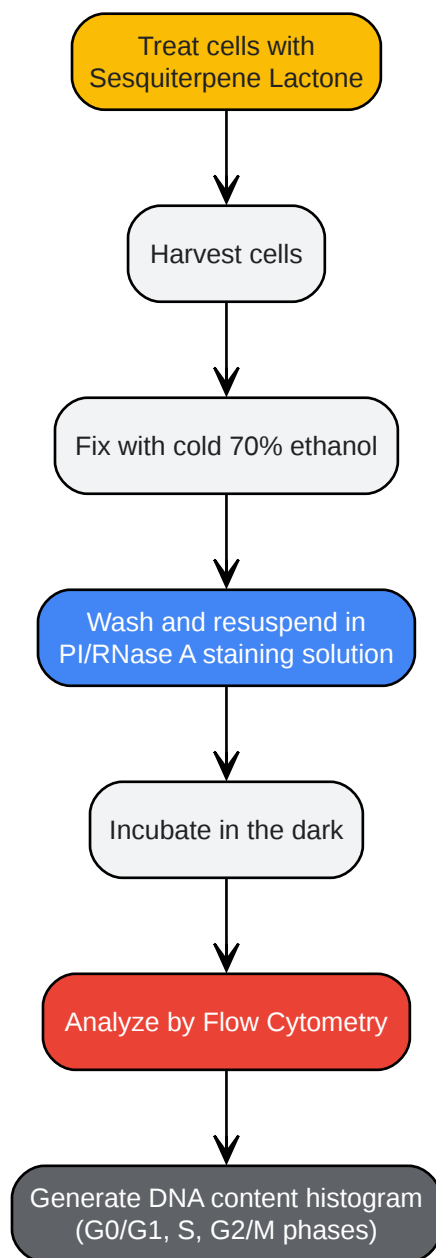 Treat cells with
Sesquiterpene Lactone
Harvest cells
Fix with cold 70% ethanol
Wash and resuspend in
PI/RNase A staining solution
Incubate in the dark
Analyze by Flow Cytometry
Generate DNA content histogram
(G0/G1, S, G2/M phases)